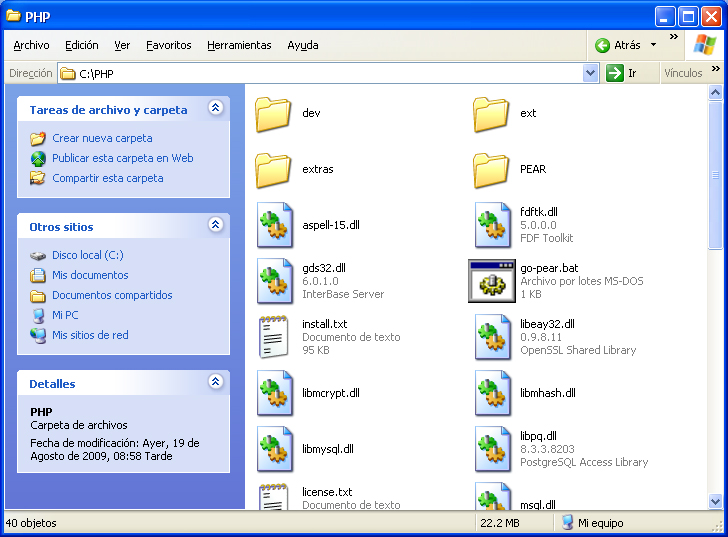 PHP
Archivo Edición Ver Favoritos Herramientas Ayuda Atrás »
Dirección C:\PHP Ir Vínculos »
Tareas de archivo y carpeta
Crear nueva carpeta
Publicar esta carpeta en Web
Compartir esta carpeta
Otros sitios
Disco local (C:)
Mis documentos
Documentos compartidos
Mi PC
Mis sitios de red
Detalles
PHP
Carpeta de archivos
Fecha de modificación: Ayer, 19 de
Agosto de 2009, 08:58 Tarde
dev
ext
extras
PEAR
aspell-15.dll
fdftk.dll
5.0.0.0
FDF Toolkit
gds32.dll
6.0.1.0
InterBase Server
go-pear.bat
Archivo por lotes MS-DOS
1 KB
install.txt
Documento de texto
95 KB
libeay32.dll
0.9.8.11
OpenSSL Shared Library
libmcrypt.dll
libmhash.dll
libmysql.dll
libpq.dll
8.3.3.8203
PostgreSQL Access Library
license.txt
Documento de texto
msql.dll
40 objetos 22.2 MB Mi equipo